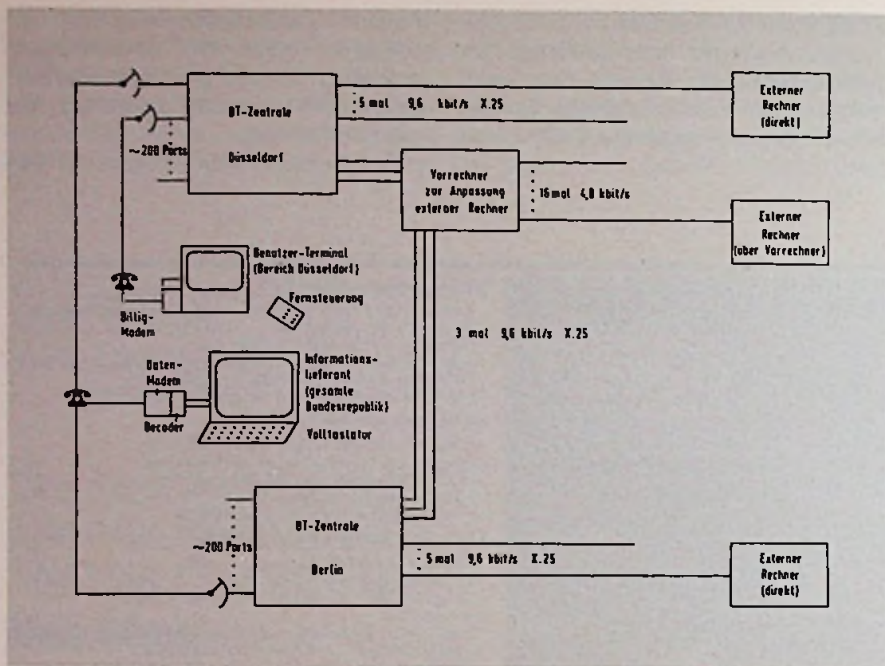 BT-Zentrale
Düsseldorf
~200 Ports
5 mal 9,6 kbit/s X.25
Externer
Rechner
(direkt)
Vorrechner
zur Anpassung
externer Rechner
16 mal 4,8 kbit/s
Externer
Rechner
(über Vorrechner)
Benutzer-Terminal
(Bereich Düsseldorf)
Fernsteuerung
Billig-
Modem
3 mal 9,6 kbit/s X.25
Daten-
Modem
Decoder
Informations-
lieferant
(gesamte
Bundesrepublik)
Volltastatur
~200 Ports
BT-Zentrale
Berlin
5 mal 9,6 kbit/s X.25
Externer
Rechner
(direkt)